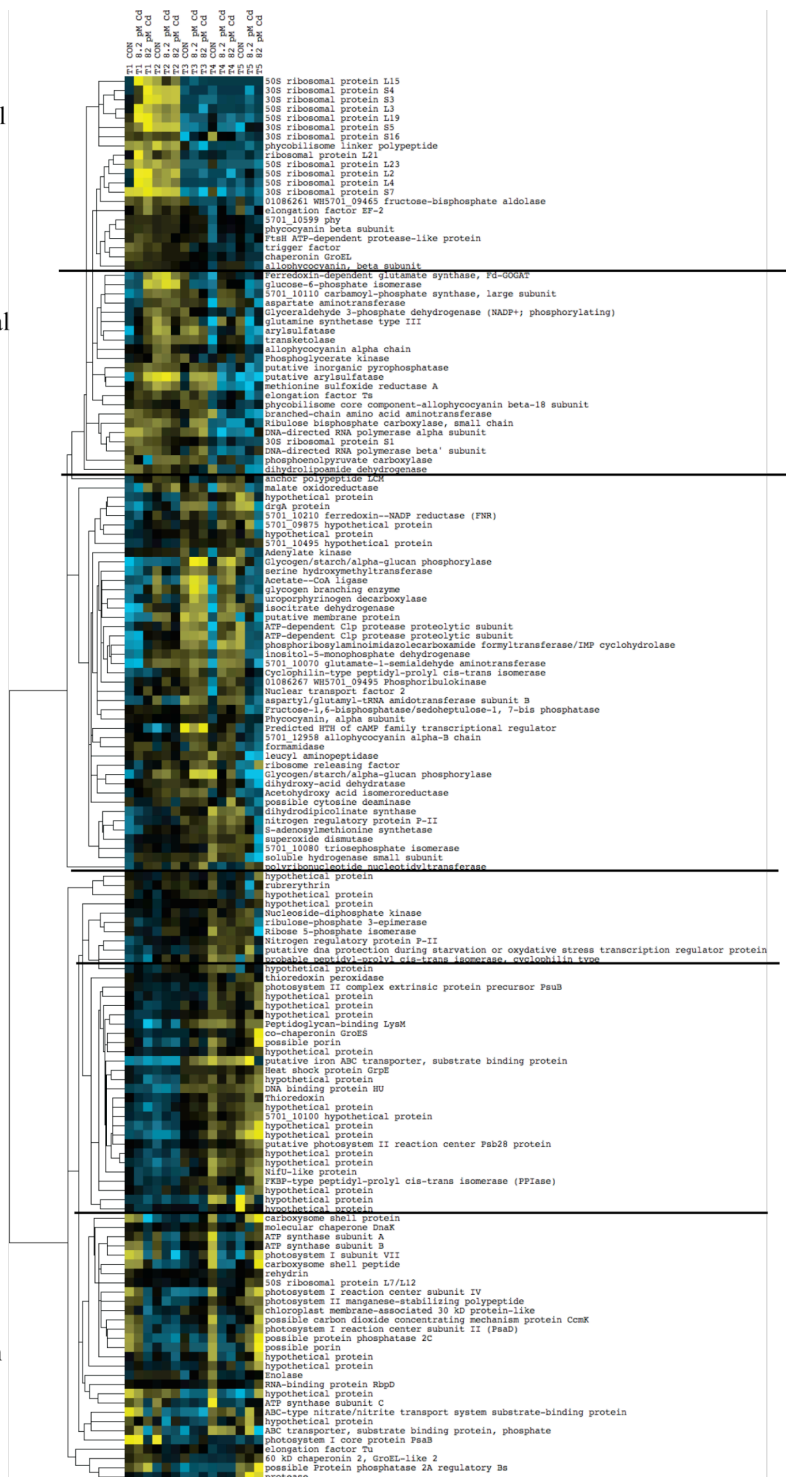 T1 CON
T1 8.2 pM Cd
T1 82 pM Cd
T2 CON
T2 8.2 pM Cd
T2 82 pM Cd
T3 CON
T3 8.2 pM Cd
T3 82 pM Cd
T4 CON
T4 8.2 pM Cd
T4 82 pM Cd
T5 CON
T5 8.2 pM Cd
T5 82 pM Cd
50S ribosomal protein L15
30S ribosomal protein S4
30S ribosomal protein S3
50S ribosomal protein L3
50S ribosomal protein L19
30S ribosomal protein S5
30S ribosomal protein S16
phycobilisome linker polypeptide
ribosomal protein L21
50S ribosomal protein L23
50S ribosomal protein L2
50S ribosomal protein L4
30S ribosomal protein S7
01086261 WH5701_09465 fructose-bisphosphate aldolase
elongation factor EF-2
5701_10599 phy
phycocyanin beta subunit
FtsH ATP-dependent protease-like protein
trigger factor
chaperonin GroEL
allophycocyanin, beta subunit
Ferredoxin-dependent glutamate synthase, Fd-GOGAT
glucose-6-phosphate isomerase
5701_10110 carbamoyl-phosphate synthase, large subunit
aspartate aminotransferase
Glyceraldehyde 3-phosphate dehydrogenase (NADP+; phosphorylating)
glutamine synthetase type III
arylsulfatase
transketolase
allophycocyanin alpha chain
Phosphoglycerate kinase
putative inorganic pyrophosphatase
putative arylsulfatase
methionine sulfoxide reductase A
elongation factor Ts
phycobilisome core component-allophycocyanin beta-18 subunit
branched-chain amino acid aminotransferase
Ribulose bisphosphate carboxylase, small chain
DNA-directed RNA polymerase alpha subunit
30S ribosomal protein S1
DNA-directed RNA polymerase beta' subunit
phosphoenolpyruvate carboxylase
dihydrolipoamide dehydrogenase
anchor polypeptide LCM
malate oxidoreductase
hypothetical protein
drgA protein
5701_10210 ferredoxin--NADP reductase (FNR)
5701_09875 hypothetical protein
hypothetical protein
5701_10495 hypothetical protein
Adenylate kinase
Glycogen/starch/alpha-glucan phosphorylase
serine hydroxymethyltransferase
Acetate--CoA ligase
glycogen branching enzyme
uroporphyrinogen decarboxylase
isocitrate dehydrogenase
putative membrane protein
ATP-dependent Clp protease proteolytic subunit
ATP-dependent Clp protease proteolytic subunit
phosphoribosylaminoimidazolecarboxamide formyltransferase/IMP cyclohydrolase
inositol-5-monophosphate dehydrogenase
5701_10070 glutamate-1-semialdehyde aminotransferase
Cyclophilin-type peptidyl-prolyl cis-trans isomerase
01086267 WH5701_09495 Phosphoribulokinase
Nuclear transport factor 2
aspartyl/glutamyl-tRNA amidotransferase subunit B
Fructose-1,6-bisphosphatase/sedoheptulose-1, 7-bis phosphatase
Phycocyanin, alpha subunit
Predicted HTH of cAMP family transcriptional regulator
5701_12958 allophycocyanin alpha-B chain
formamidase
leucyl aminopeptidase
ribosome releasing factor
Glycogen/starch/alpha-glucan phosphorylase
dihydroxy-acid dehydratase
Acetohydroxy acid isomeroreductase
possible cytosine deaminase
dihydrodipicolinate synthase
nitrogen regulatory protein P-II
S-adenosylmethionine synthetase
superoxide dismutase
5701_10080 triosephosphate isomerase
soluble hydrogenase small subunit
polyribonucleotide nucleotidyltransferase
hypothetical protein
rubrerythrin
hypothetical protein
hypothetical protein
Nucleoside-diphosphate kinase
ribulose-phosphate 3-epimerase
Ribose 5-phosphate isomerase
Nitrogen regulatory protein P-II
putative dna protection during starvation or oxydative stress transcription regulator protein
probable peptidyl-prolyl cis-trans isomerase, cyclophilin type
hypothetical protein
thioredoxin peroxidase
photosystem II complex extrinsic protein precursor PsuB
hypothetical protein
hypothetical protein
hypothetical protein
Peptidoglycan-binding LysM
co-chaperonin GroES
possible porin
hypothetical protein
putative iron ABC transporter, substrate binding protein
Heat shock protein GrpE
hypothetical protein
DNA binding protein HU
Thioredoxin
hypothetical protein
5701_10100 hypothetical protein
hypothetical protein
hypothetical protein
putative photosystem II reaction center Psb28 protein
hypothetical protein
hypothetical protein
NifU-like protein
FKBP-type peptidyl-prolyl cis-trans isomerase (PPIase)
hypothetical protein
hypothetical protein
hypothetical protein
carboxysome shell protein
molecular chaperone DnaK
ATP synthase subunit A
ATP synthase subunit B
photosystem I subunit VII
carboxysome shell peptide
rehydrin
50S ribosomal protein L7/L12
photosystem I reaction center subunit IV
photosystem II manganese-stabilizing polypeptide
chloroplast membrane-associated 30 kD protein-like
possible carbon dioxide concentrating mechanism protein CcmK
photosystem I reaction center subunit II (PsaD)
possible protein phosphatase 2C
possible porin
hypothetical protein
hypothetical protein
Enolase
RNA-binding protein RbpD
hypothetical protein
ATP synthase subunit C
ABC-type nitrate/nitrite transport system substrate-binding protein
hypothetical protein
ABC transporter, substrate binding protein, phosphate
photosystem I core protein PsaB
elongation factor Tu
60 kD chaperonin 2, GroEL-like 2
possible Protein phosphatase 2A regulatory Bs
protease